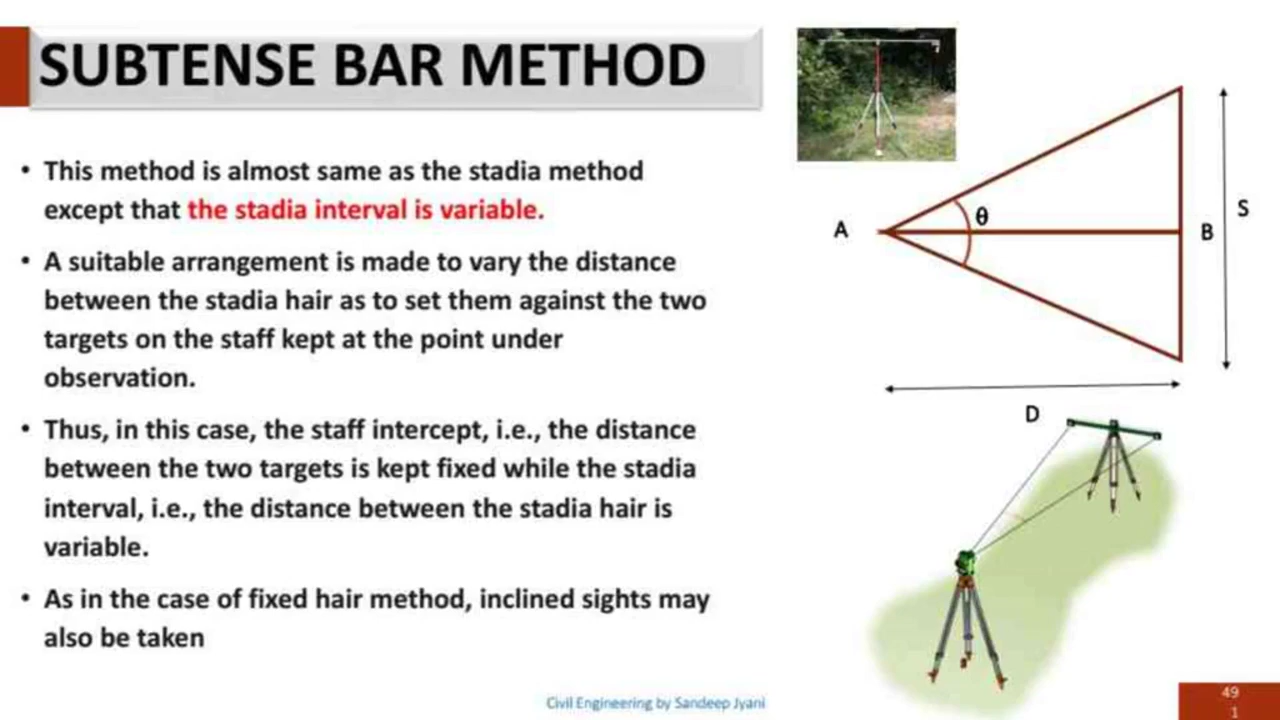 SUBTENSE BAR METHOD
• This method is almost same as the stadia method
except that the stadia interval is variable.
• A suitable arrangement is made to vary the distance
between the stadia hair as to set them against the two
targets on the staff kept at the point under
observation.
• Thus, in this case, the staff intercept, i.e., the distance
between the two targets is kept fixed while the stadia
interval, i.e., the distance between the stadia hair is
variable.
• As in the case of fixed hair method, inclined sights may
also be taken
A
θ
B
S
D
Civil Engineering by Sandeep Jyani
49
1